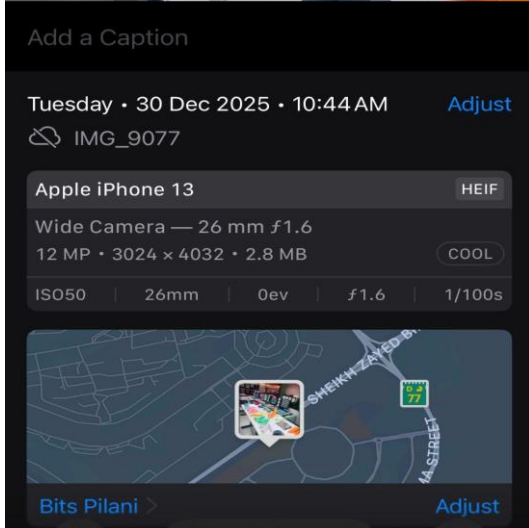 Add a Caption
Tuesday • 30 Dec 2025 • 10:44 AM Adjust
IMG_9077
Apple iPhone 13 HEIF
Wide Camera — 26 mm ƒ1.6
12 MP • 3024 × 4032 • 2.8 MB COOL
ISO50 | 26mm | 0ev | ƒ1.6 | 1/100s
SHEIKH ZAYED
D
77
STREET
Bits Pilani > Adjust